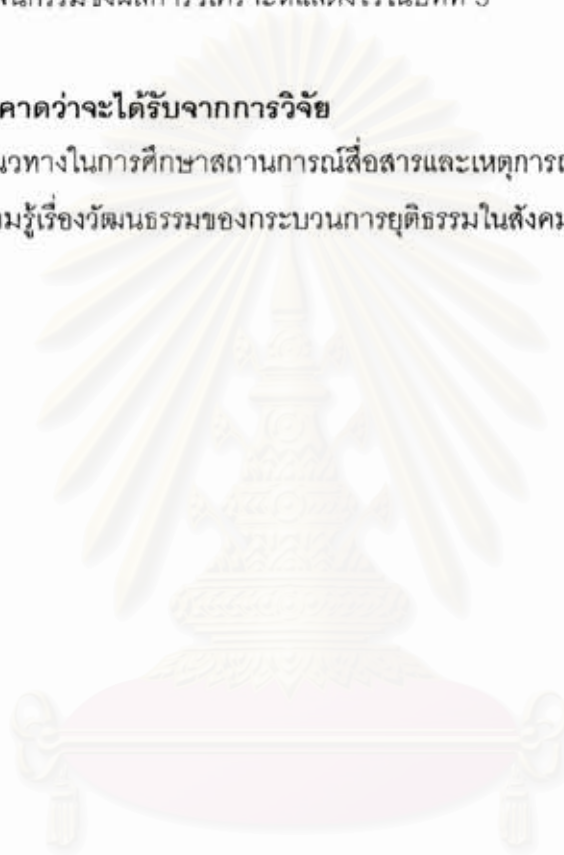 คาดว่าจะได้รับจากการวิจัย
นวทางในการศึกษาสถานการณ์สื่อสารและเหตุการณ
ามรู้เรื่องวัฒนธรรมของกระบวนการยุติธรรมในสังคม